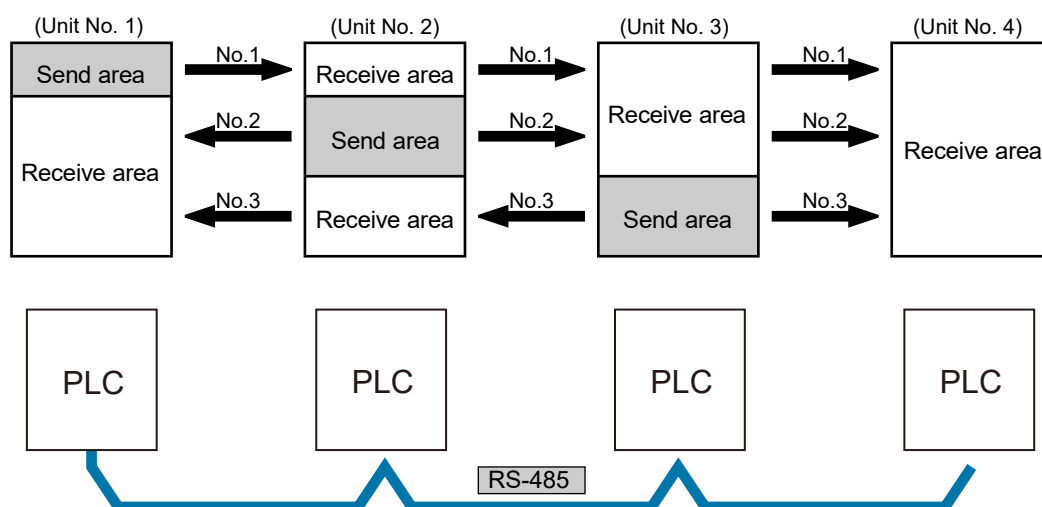 (Unit No. 1)
(Unit No. 2)
(Unit No. 3)
(Unit No. 4)
Send area
No.1
Receive area
No.1
No.1
No.2
Send area
No.2
Receive area
No.2
Receive area
Receive area
No.3
Receive area
No.3
Send area
No.3
PLC
PLC
PLC
PLC
RS-485